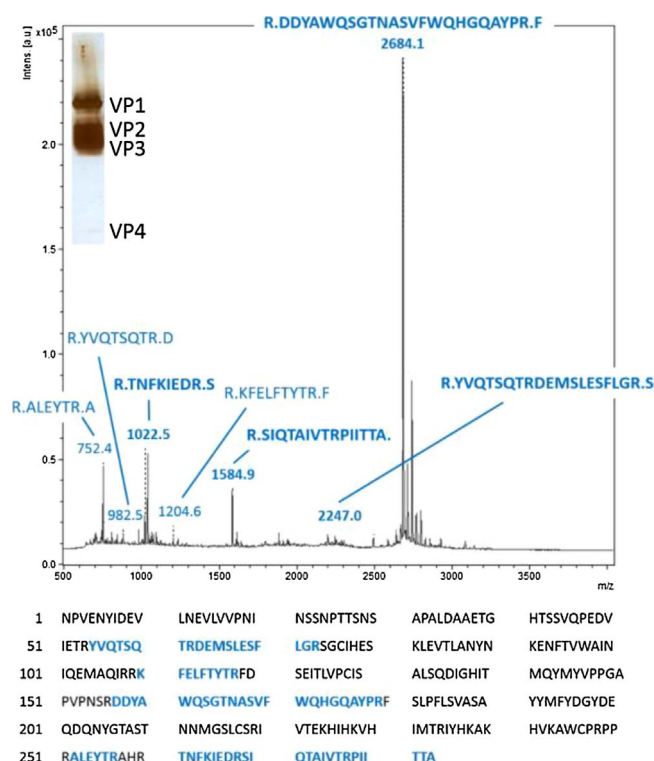 R.DDYAWQSGTNASVFWQHGQAYPR.F
2684.1
Intens. [a.u]
x10⁵
VP1
VP2
VP3
VP4
2.0
1.5
1.0
0.5
0.0
R.YVQTSQTR.D
R.TNFKIEDR.S
R.KFELFTYTR.F
R.YVQTSQTRDEMSLESFLGR.S
R.ALEYTR.A
1022.5
R.SIQTAIVTRPIITTA.
752.4
1584.9
982.5
1204.6
2247.0
500 1000 1500 2000 2500 3000 3500
m/z
1 NPVENYIDEV LNEVLVVPNI NSSNPTTSNS APALDAAETG HTSSVQPEDV
51 IETRYVQTSQ TRDEMSLESF LGRSGCIHES KLEVTLANYN KENFTVWAIN
101 IQEMAQIRRK FELFTYTRFD SEITLVPCIS ALSQDIGHIT MQYMYVPPGA
151 PVPNSRDDYA WQSGTNASVF WQHGQAYPRF SLPFLSVASA YYMFYDGYDE
201 QDQNYGTAST NNMGSLCSRI VTEKHIHKVH IMTRIYHKAK HVKAWCPRPP
251 RALEYTRAHR TNFKIEDRSI QTAIVTRPII TTA